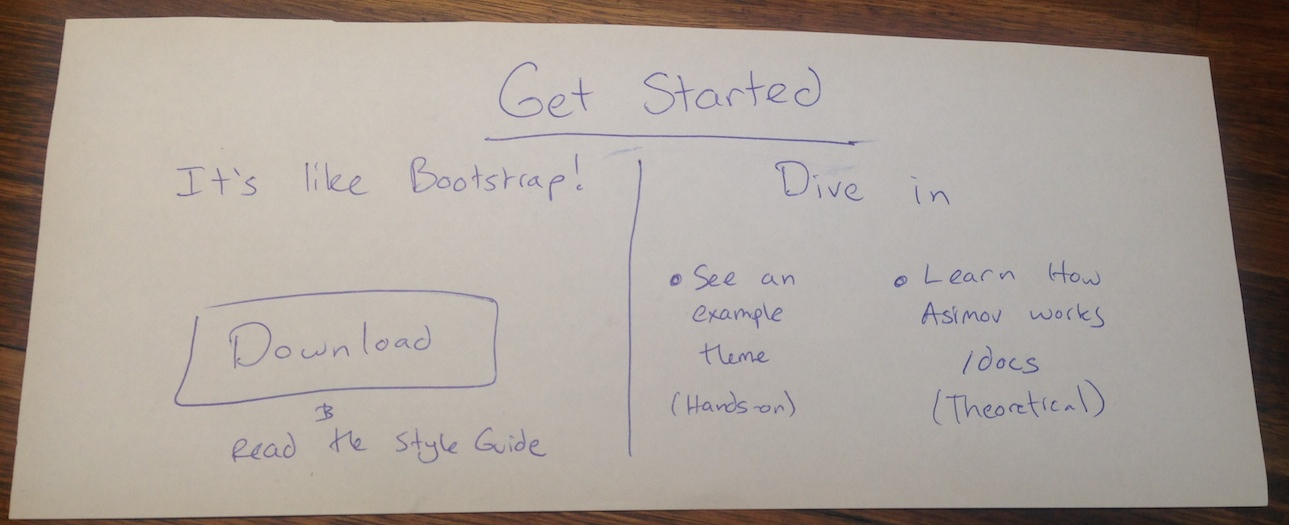 Get Started
It's like Bootstrap!
Download
Read the Style Guide
Dive in
• See an
example
theme
(Hands-on)
• Learn How
Asimov works
/docs
(Theoretical)